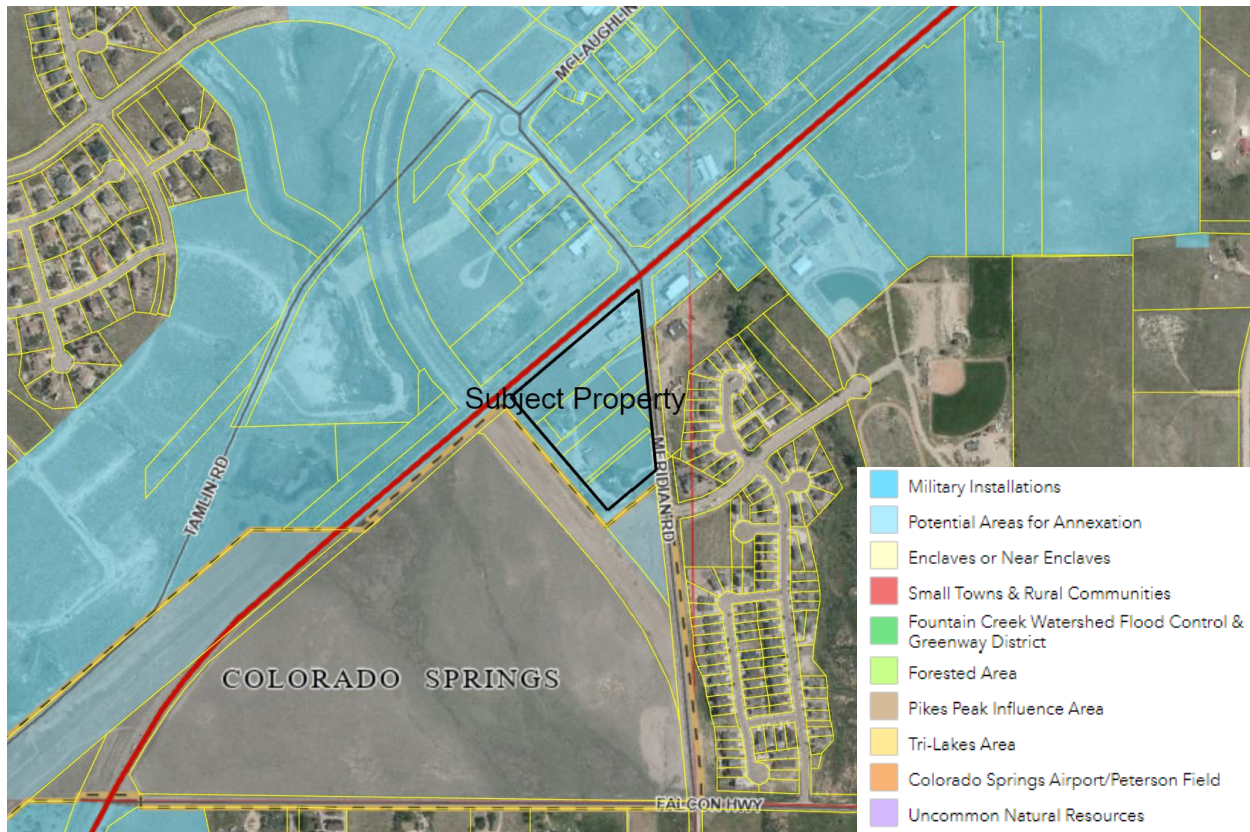 MCLAUGHLIN
Subject Property
MERIDIAN RD
TAMLIN RD
COLORADO SPRINGS
FALCON HWY
Military Installations
Potential Areas for Annexation
Enclaves or Near Enclaves
Small Towns & Rural Communities
Fountain Creek Watershed Flood Control &
Greenway District
Forested Area
Pikes Peak Influence Area
Tri-Lakes Area
Colorado Springs Airport/Peterson Field
Uncommon Natural Resources